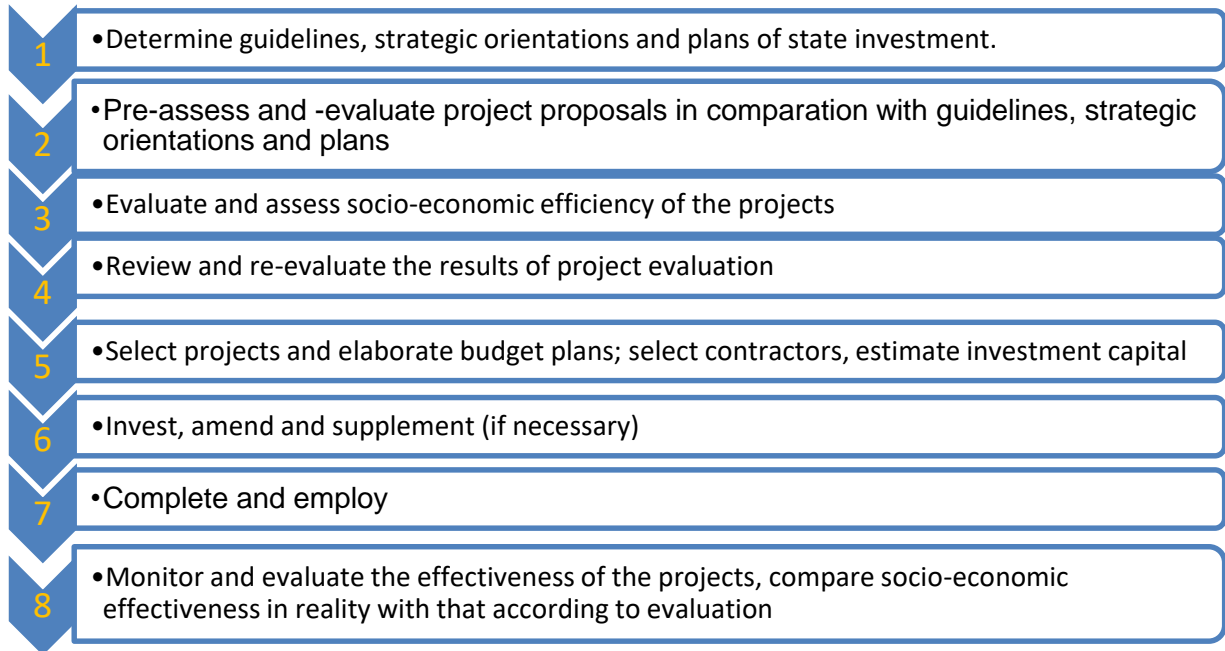 1
•Determine guidelines, strategic orientations and plans of state investment.
2
•Pre-assess and -evaluate project proposals in comparation with guidelines, strategic
orientations and plans
3
•Evaluate and assess socio-economic efficiency of the projects
4
•Review and re-evaluate the results of project evaluation
5
•Select projects and elaborate budget plans; select contractors, estimate investment capital
6
•Invest, amend and supplement (if necessary)
7
•Complete and employ
8
•Monitor and evaluate the effectiveness of the projects, compare socio-economic
effectiveness in reality with that according to evaluation